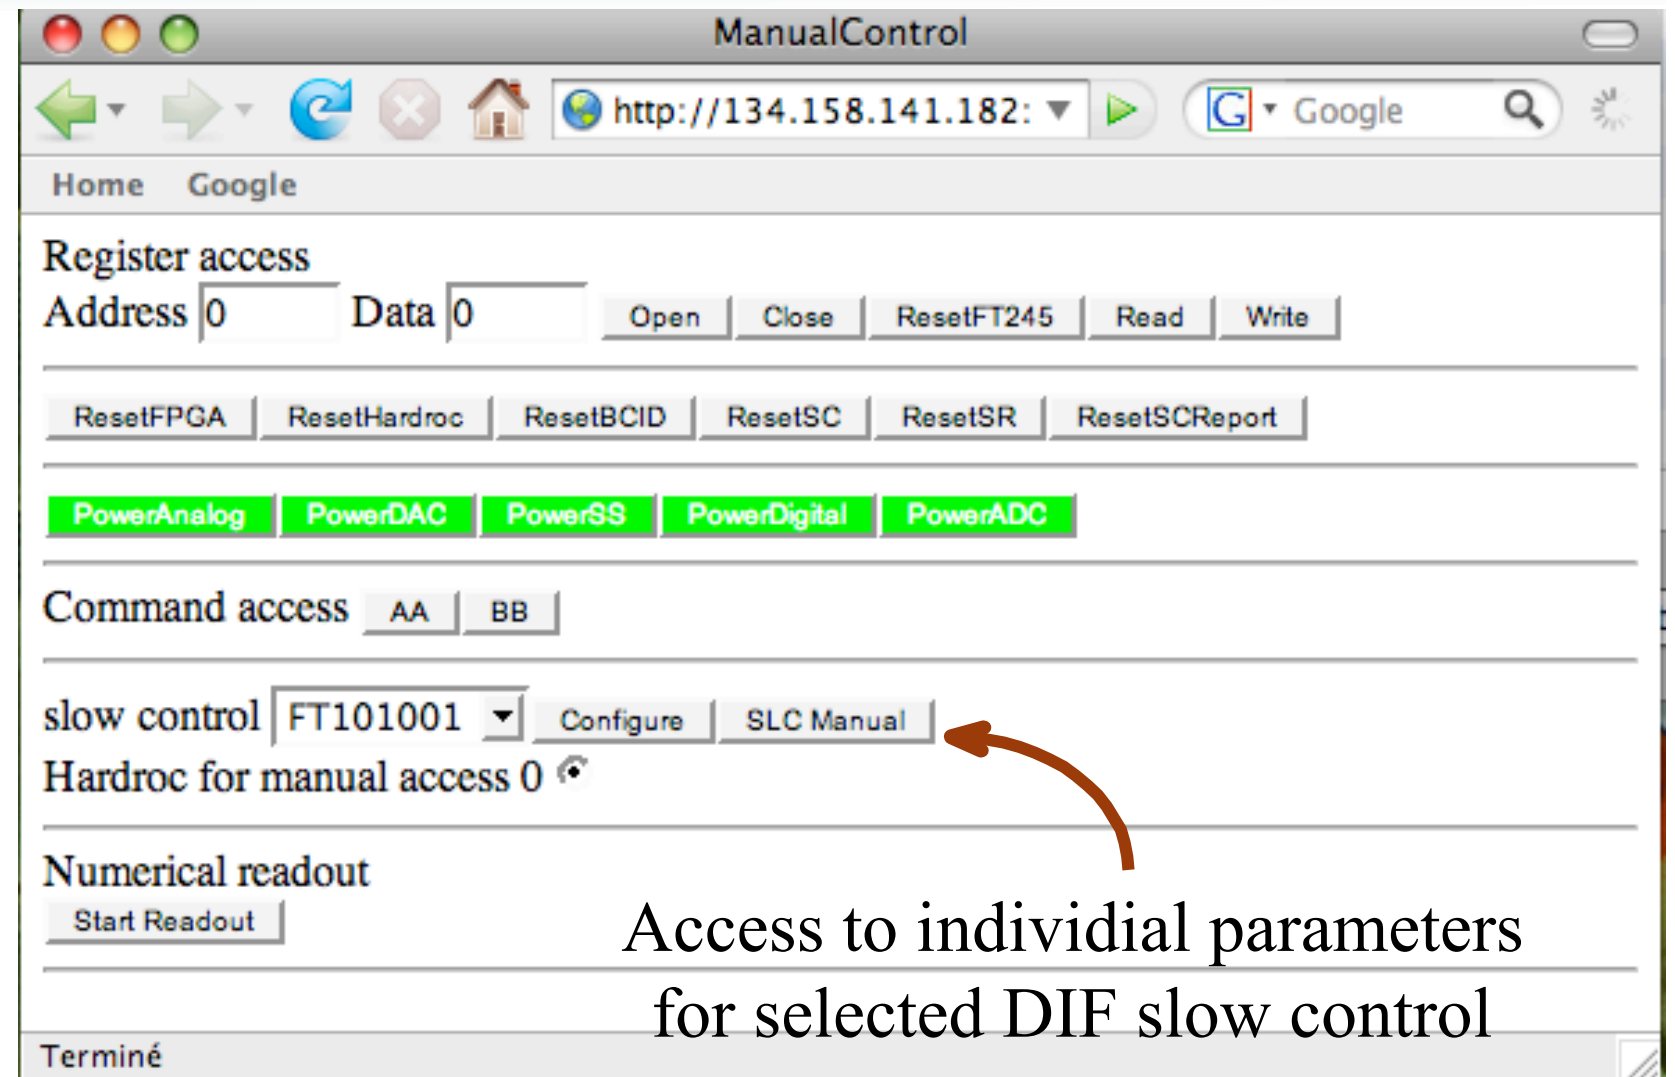 ManualControl
http://134.158.141.182: Google
Home Google
Register access
Address 0 Data 0 Open Close ResetFT245 Read Write
ResetFPGA ResetHardroc ResetBCID ResetSC ResetSR ResetSCReport
PowerAnalog PowerDAC PowerSS PowerDigital PowerADC
Command access AA BB
slow control FT101001 Configure SLC Manual
Hardroc for manual access 0
Numerical readout
Start Readout
Access to individial parameters
for selected DIF slow control
Terminé